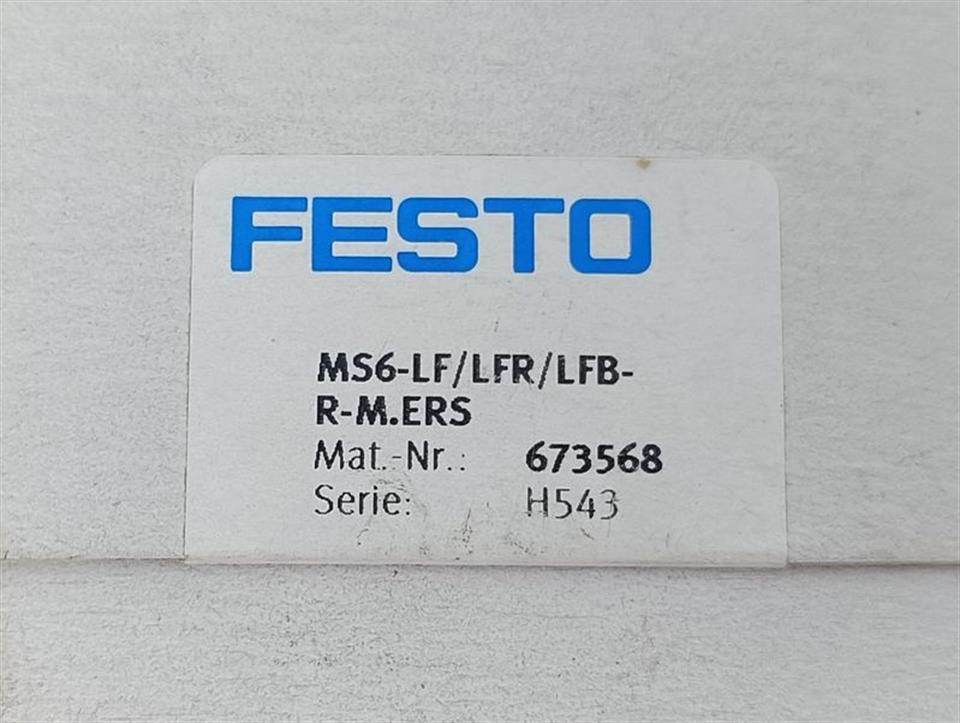 FESTO
MS6-LF/LFR/LFB-
R-M.ERS
Mat.-Nr.: 673568
Serie: H543